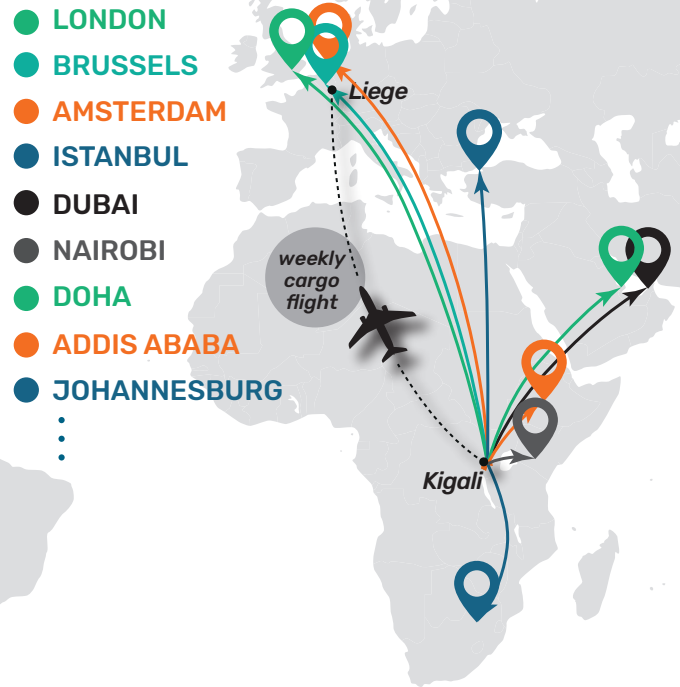 LONDON
BRUSSELS
AMSTERDAM
ISTANBUL
DUBAI
NAIROBI
DOHA
ADDIS ABABA
JOHANNESBURG
Liege
weekly
cargo
flight
Kigali